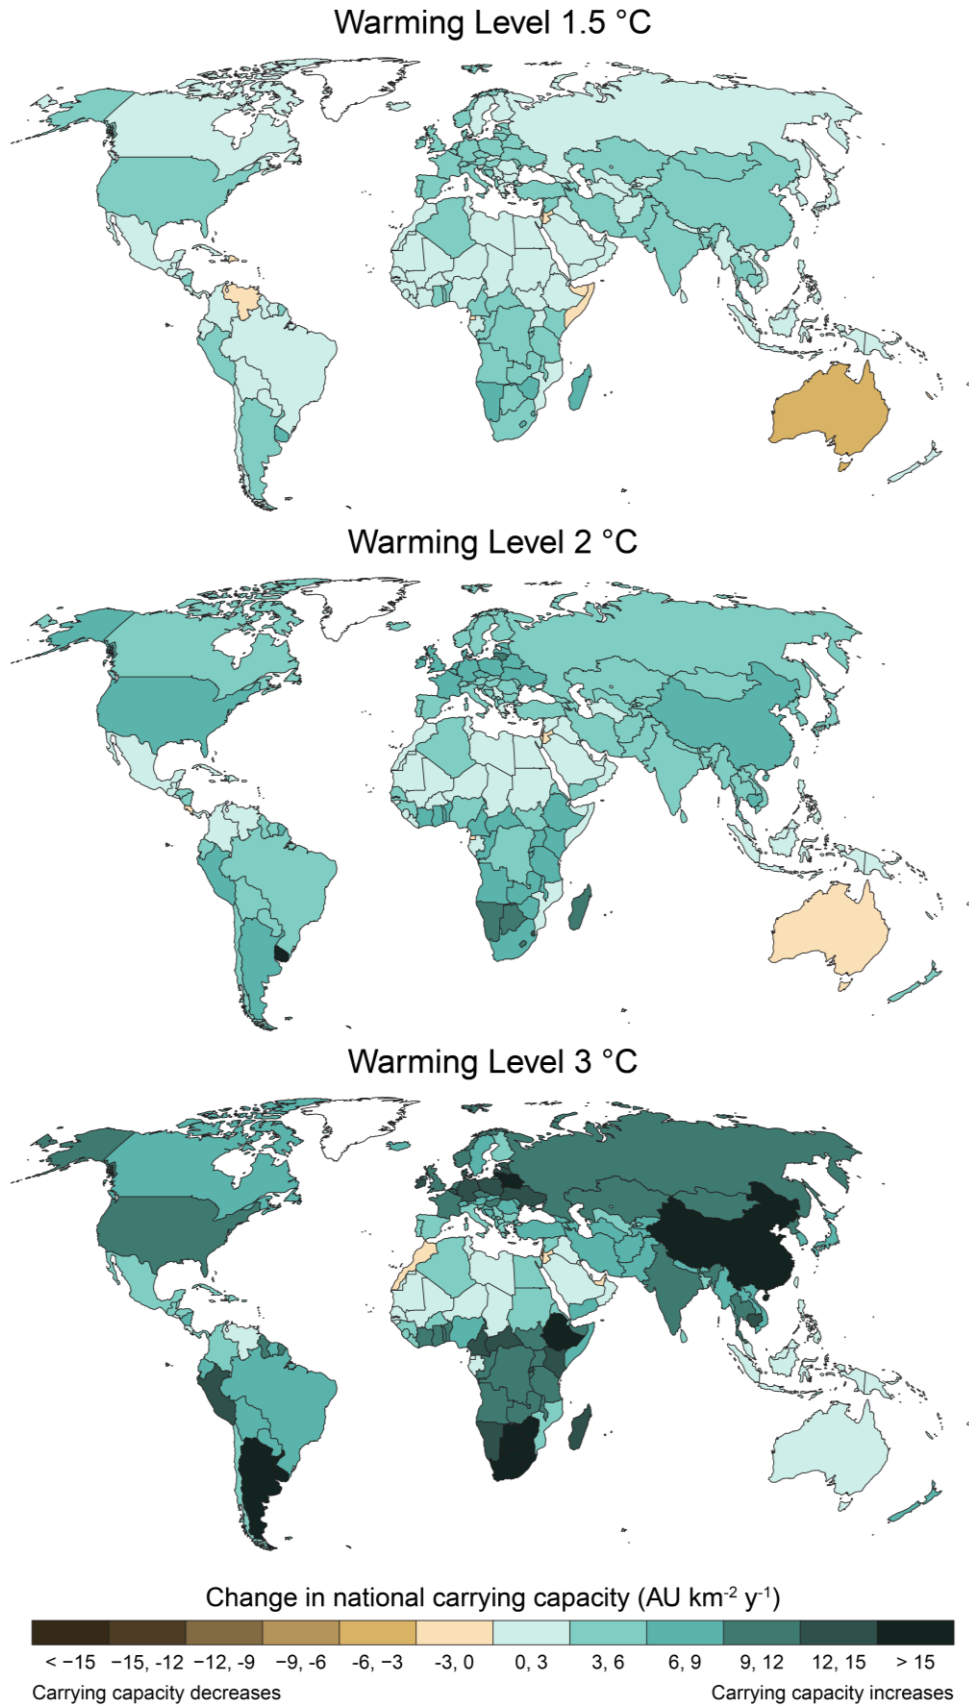 Warming Level 1.5 °C
Warming Level 2 °C
Warming Level 3 °C
Change in national carrying capacity (AU km⁻² y⁻¹)
< −15 −15, -12 −12, −9 −9, -6 -6, −3 -3, 0 0, 3 3, 6 6, 9 9, 12 12, 15 > 15
Carrying capacity decreases Carrying capacity increases